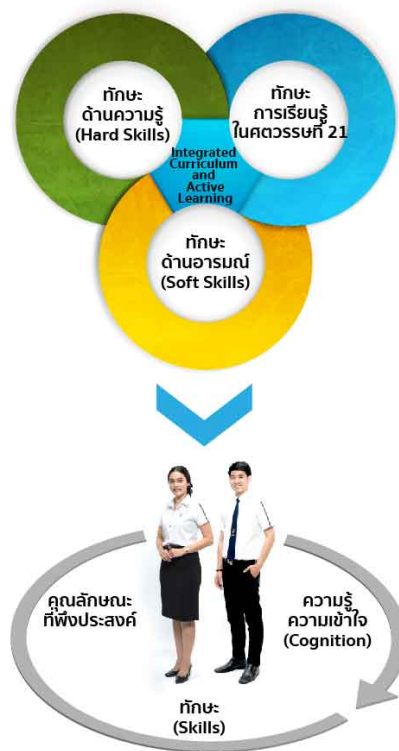 ทักษะ
ด้านความรู้
(Hard Skills)
ทักษะ
การเรียนรู้
ในศตวรรษที่ 21
Integrated
Curriculum
and
Active
Learning
ทักษะ
ด้านอารมณ์
(Soft Skills)
คุณลักษณะ
ที่พึงประสงค์
ความรู้
ความเข้าใจ
(Cognition)
ทักษะ
(Skills)